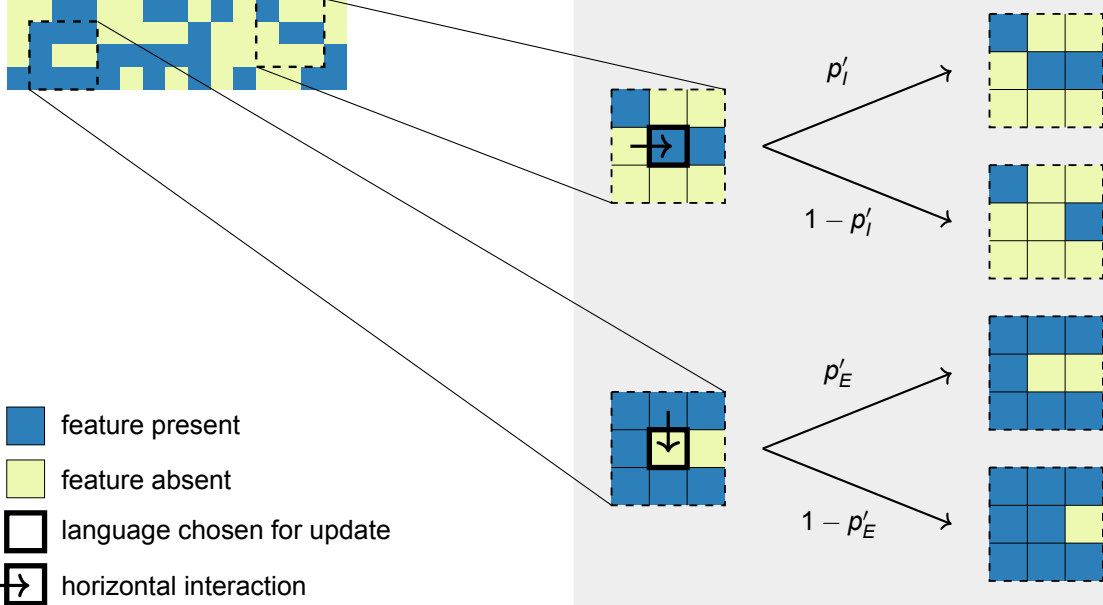 p′_I
1 − p′_I
p′_E
1 − p′_E
feature present
feature absent
language chosen for update
horizontal interaction